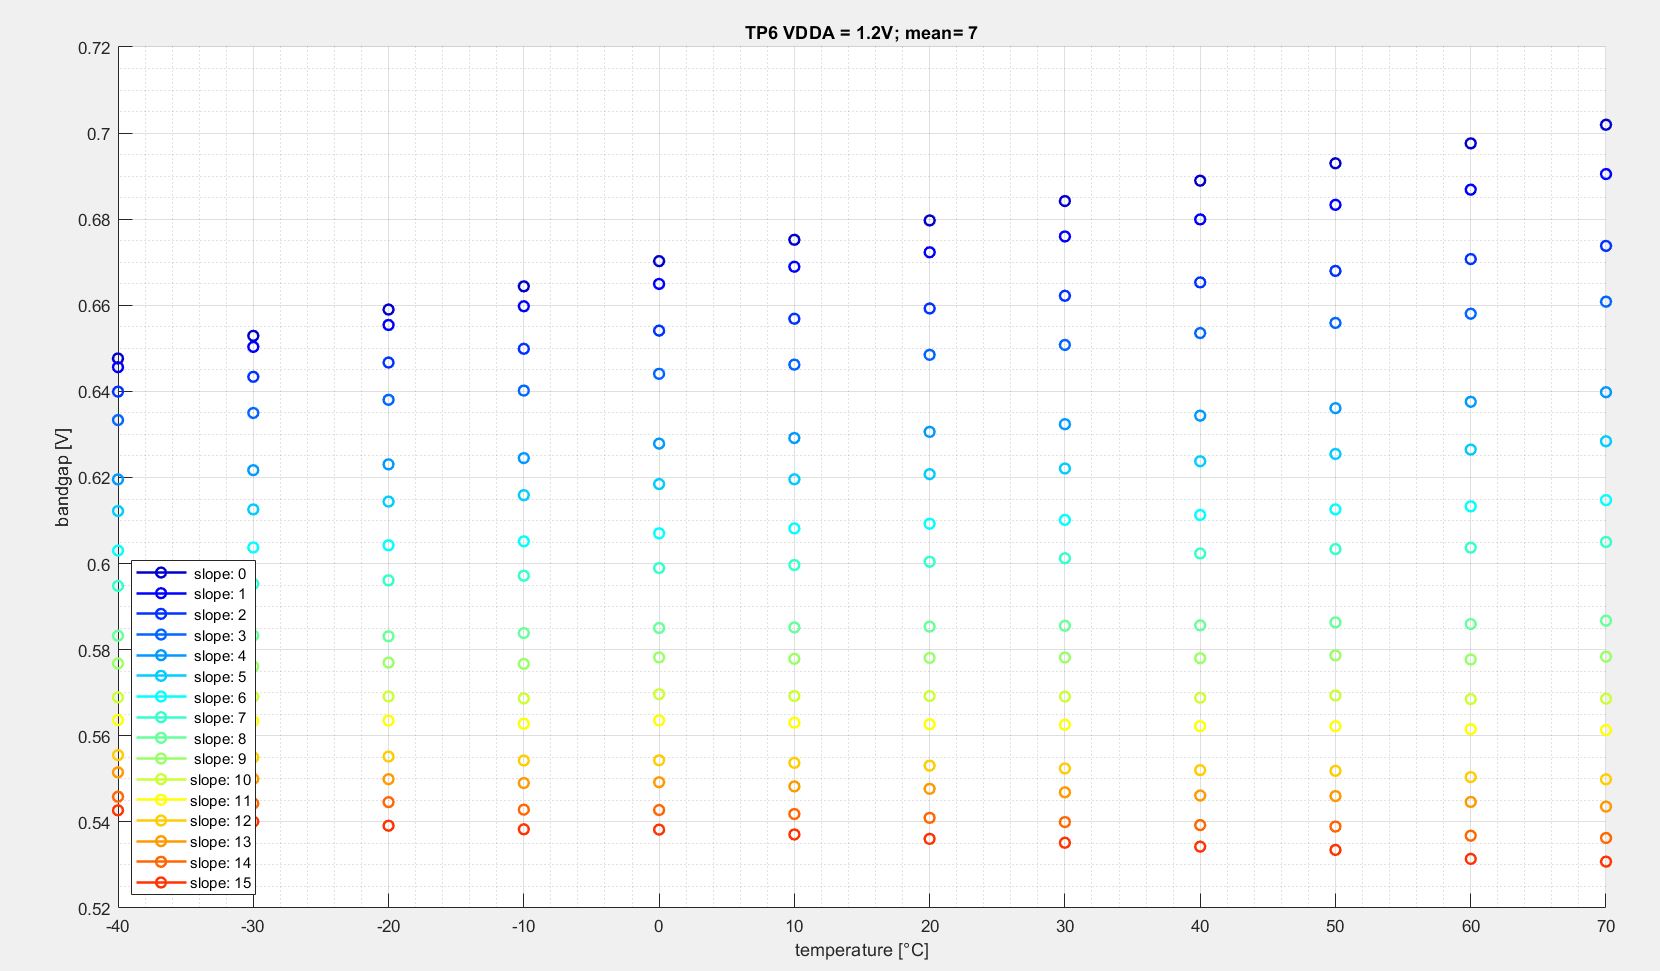 TP6 VDDA = 1.2V; mean= 7
0.72
0.7
0.68
0.66
0.64
0.62
0.6
0.58
0.56
0.54
0.52
bandgap [V]
slope: 0
slope: 1
slope: 2
slope: 3
slope: 4
slope: 5
slope: 6
slope: 7
slope: 8
slope: 9
slope: 10
slope: 11
slope: 12
slope: 13
slope: 14
slope: 15
-40 -30 -20 -10 0 10 20 30 40 50 60 70
temperature [°C]